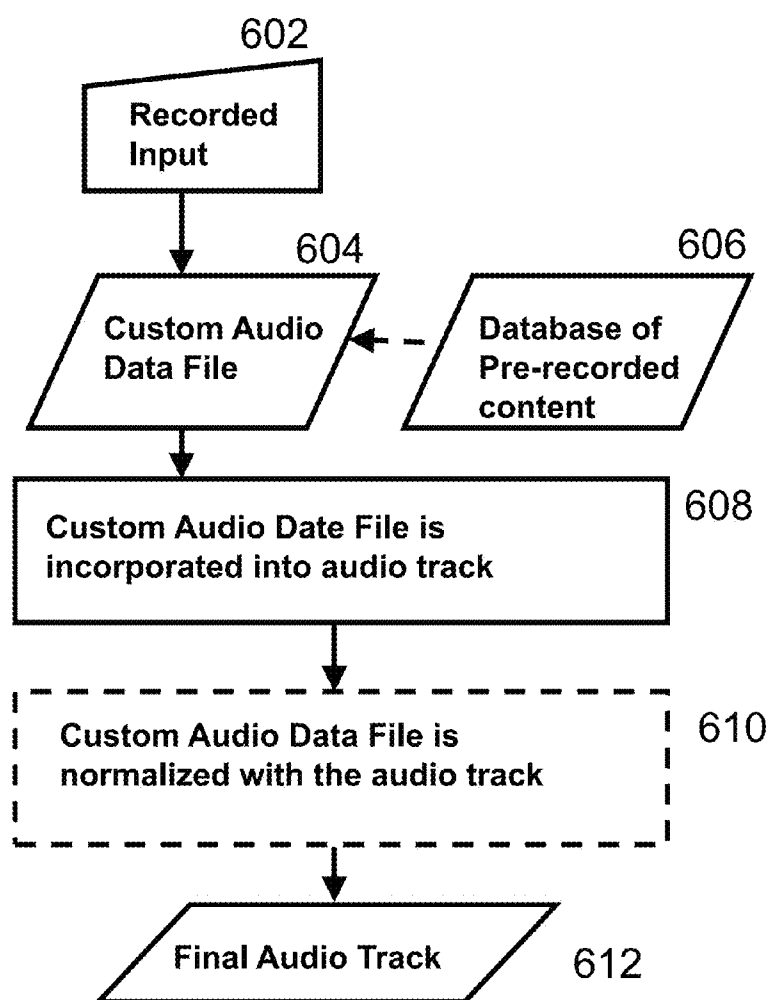 602
Recorded
Input
604
606
Custom Audio
Data File
Database of
Pre-recorded
content
608
Custom Audio Date File is
incorporated into audio track
610
Custom Audio Data File is
normalized with the audio track
Final Audio Track
612